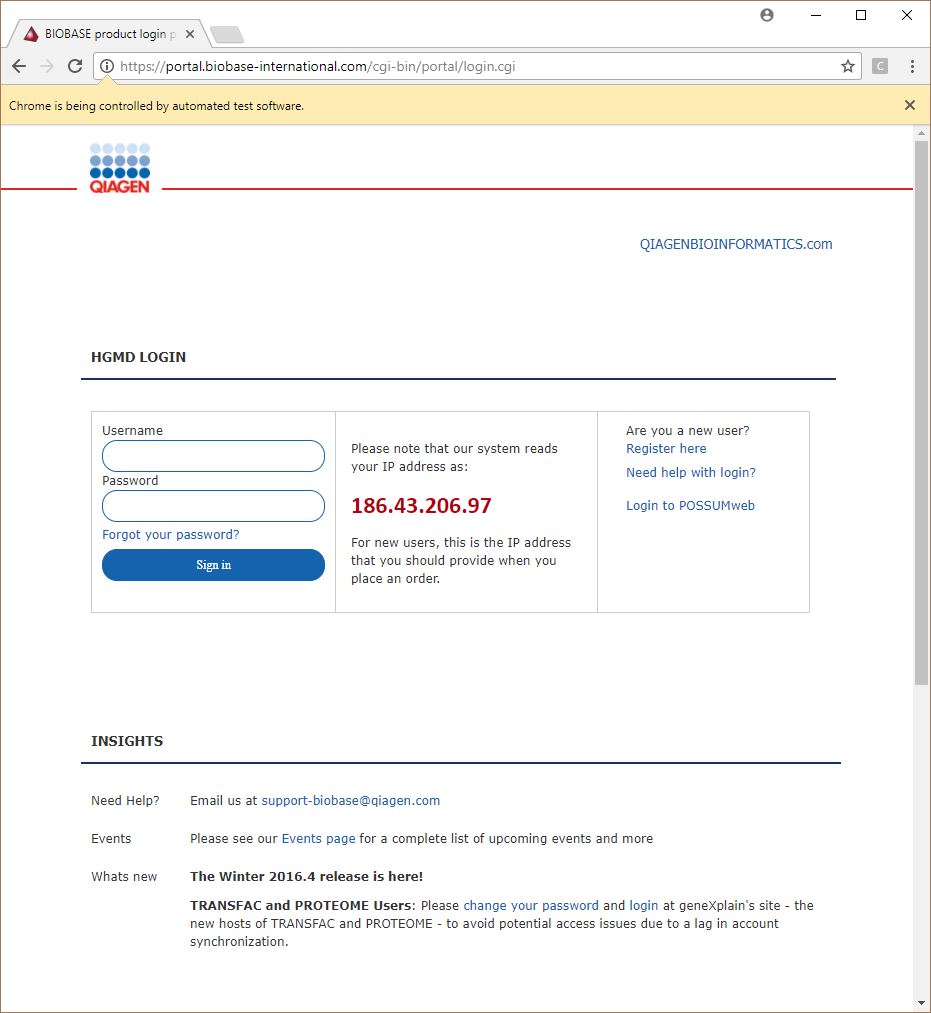 BIOBASE product login p
https://portal.biobase-international.com/cgi-bin/portal/login.cgi
C
Chrome is being controlled by automated test software.
QIAGEN
QIAGENBIOINFORMATICS.com
HGMD LOGIN
Username
Password
Forgot your password?
Sign in
Please note that our system reads
your IP address as:
186.43.206.97
For new users, this is the IP address
that you should provide when you
place an order.
Are you a new user?
Register here
Need help with login?
Login to POSSUMweb
INSIGHTS
Need Help? Email us at support-biobase@qiagen.com
Events Please see our Events page for a complete list of upcoming events and more
Whats new The Winter 2016.4 release is here!
TRANSFAC and PROTEOME Users: Please change your password and login at geneXplain's site - the
new hosts of TRANSFAC and PROTEOME - to avoid potential access issues due to a lag in account
synchronization.